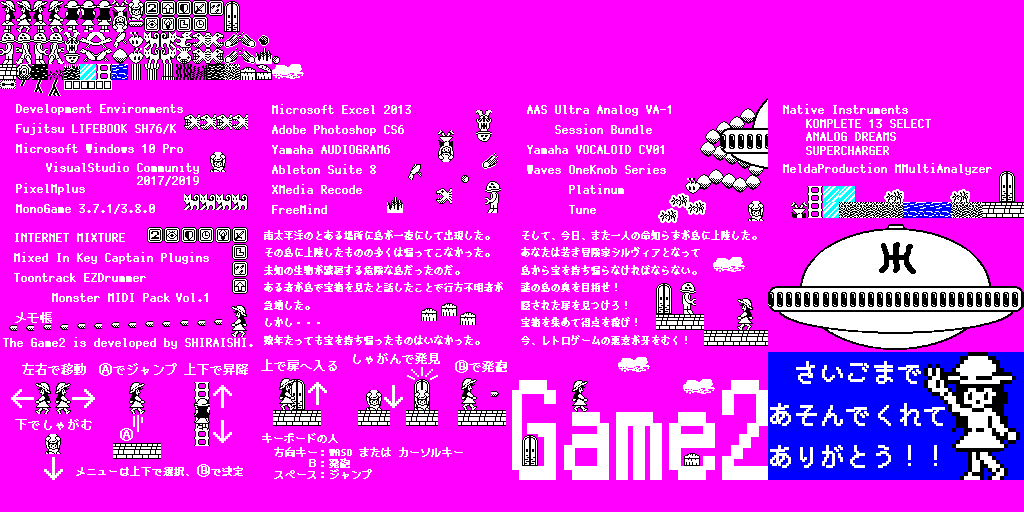 Development Environments
Fujitsu LIFEBOOK SH76/K
Microsoft Windows 10 Pro
VisualStudio Community
2017/2019
PixelMplus
MonoGame 3.7.1/3.8.0
Microsoft Excel 2013
Adobe Photoshop CS6
Yamaha AUDIOGRAM6
Ableton Suite 8
XMedia Recode
FreeMind
AAS Ultra Analog VA-1
Session Bundle
Yamaha VOCALOID CV01
Waves OneKnob Series
Platinum
Tune
Native Instruments
KOMPLETE 13 SELECT
ANALOG DREAMS
SUPERCHARGER
MeldaProduction MMultiAnalyzer
INTERNET MIXTURE
Mixed In Key Captain Plugins
Toontrack EZDrummer
Monster MIDI Pack Vol.1
メモ帳
The Game2 is developed by SHIRAISHI.
南太平洋のとある場所に島が一夜にして出現した。
その島に上陸したものの多くは帰ってこなかった。
未知の生物が跋扈する危険な島だったのだ。
ある者が島で宝箱を見たと話したことで行方不明者が
急増した。
しかし・・・
数年たっても宝を持ち帰ったものはいなかった。
そして、今日、また一人の命知らずが島に上陸した。
あなたは若き冒険家シルヴィアとなって
島から宝を持ち帰らなければならない。
謎の島の奥を目指せ！
隠された扉を見つけろ！
宝箱を集めて得点を稼げ！
今、レトロゲームの悪意が牙をむく！
左右で移動
Ⓐでジャンプ
上下で昇降
下でしゃがむ
Ⓐ
メニューは上下で選択、Ⓑで決定
上で扉へ入る
しゃがんで発見
Ⓑで発砲
キーボードの人
方向キー：WASD または カーソルキー
B：発砲
スペース：ジャンプ
Game2
さいごまで
あそんでくれて
ありがとう！！